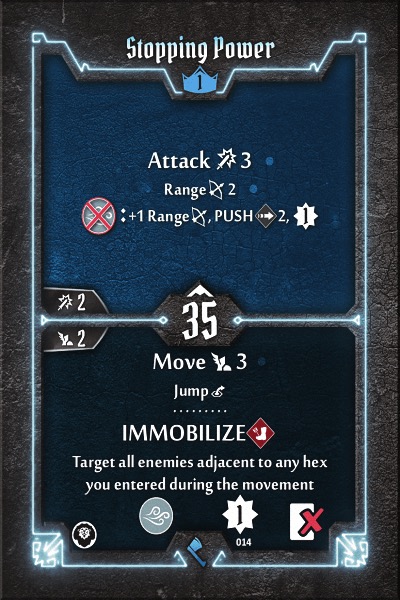 Stopping Power
1
Attack 3
Range 2
: +1 Range, PUSH 2, 1
2
35
2
Move 3
Jump
IMMOBILIZE
Target all enemies adjacent to any hex
you entered during the movement
1
014